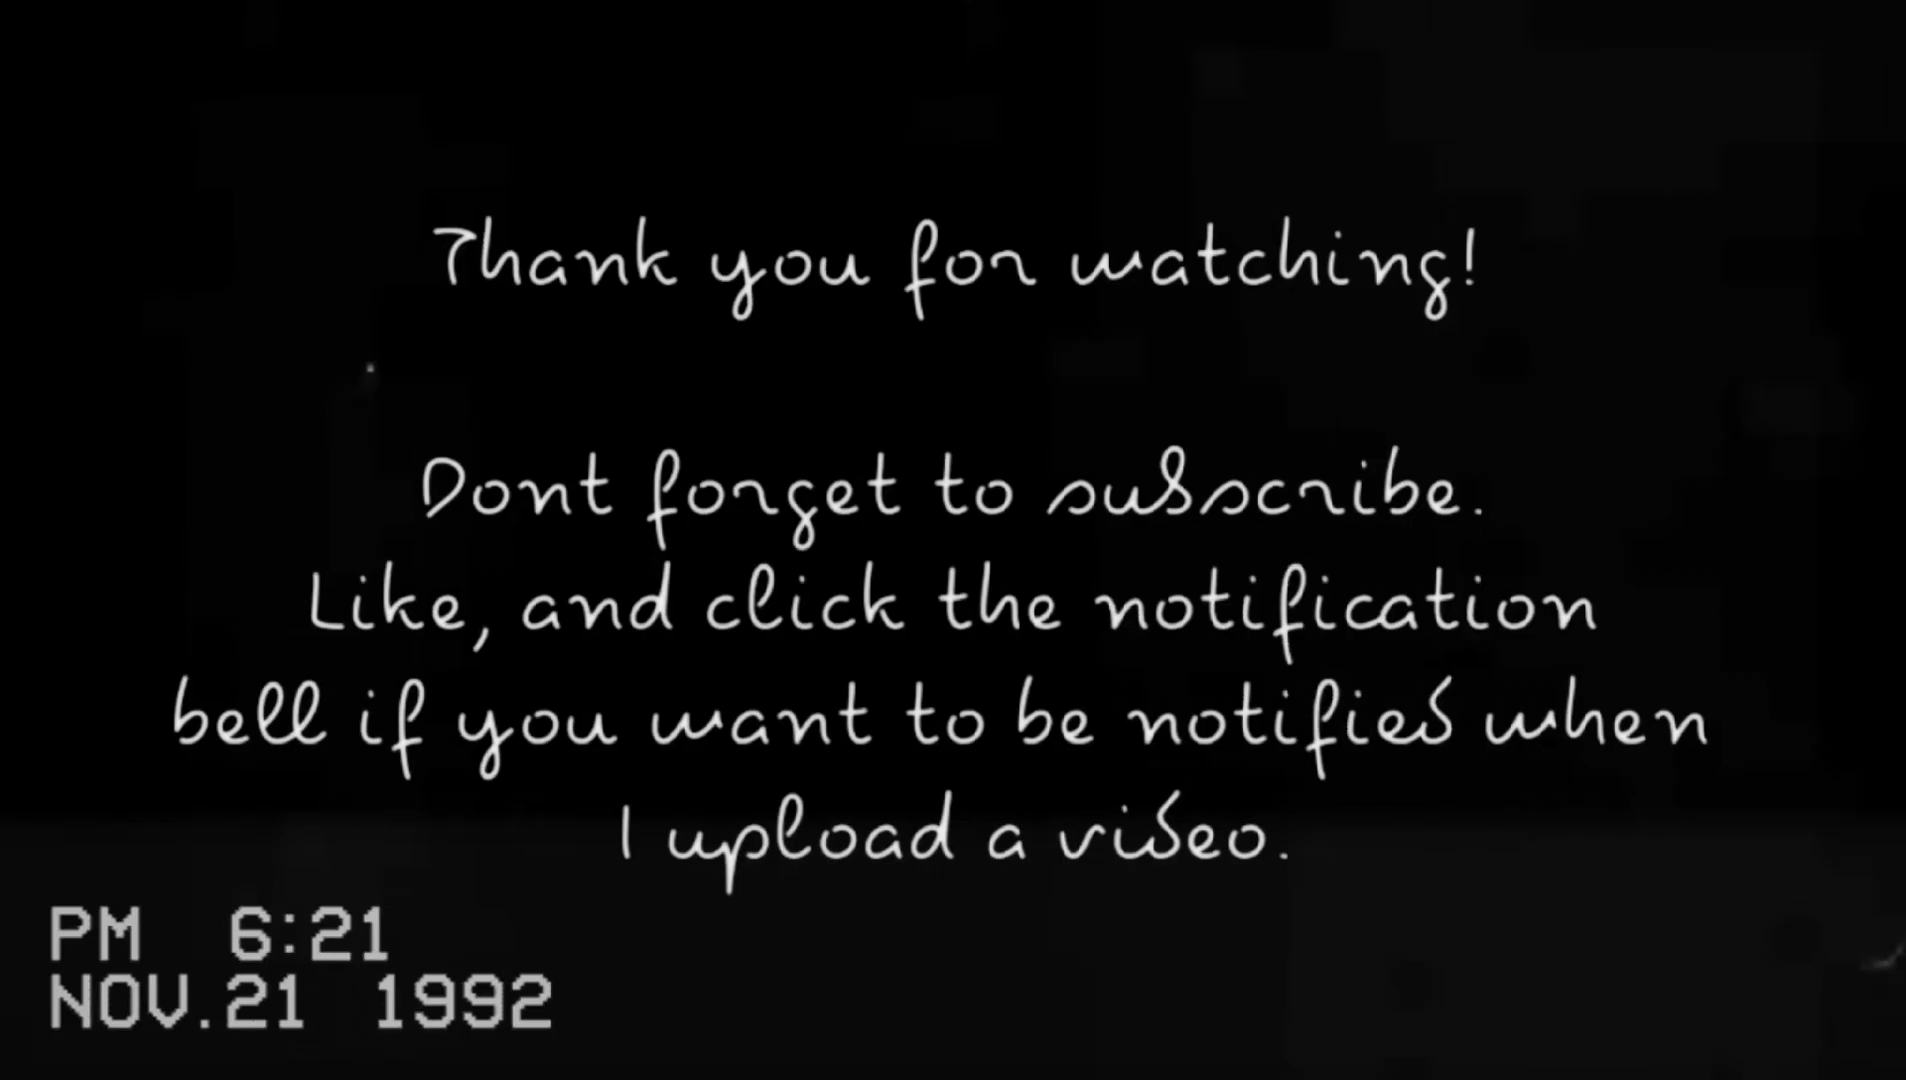 Thank you for watching!
Dont forget to subscribe.
Like, and click the notification
bell if you want to be notified when
I upload a video.
PM 6:21
NOV.21 1992